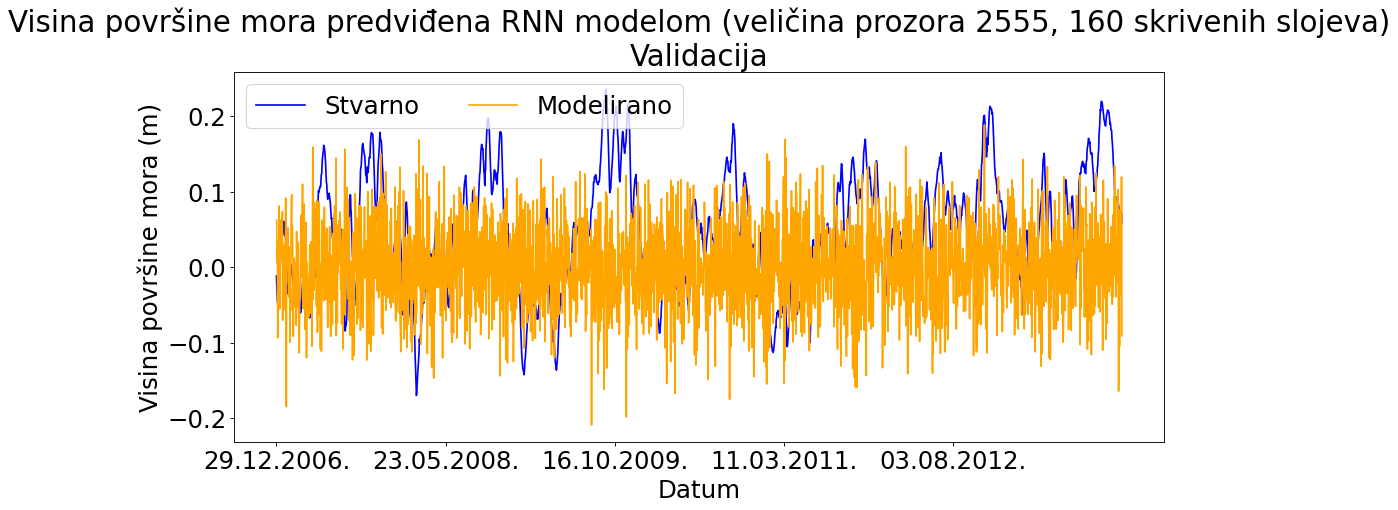 Visina površine mora predviđena RNN modelom (veličina prozora 2555, 160 skrivenih slojeva)
Validacija
Stvarno Modelirano
Visina površine mora (m)
0.2
0.1
0.0
−0.1
−0.2
29.12.2006. 23.05.2008. 16.10.2009. 11.03.2011. 03.08.2012.
Datum